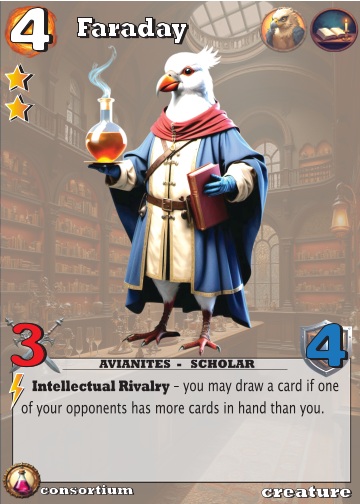 4 Faraday
3
4
AVIANITES - SCHOLAR
Intellectual Rivalry – you may draw a card if one
of your opponents has more cards in hand than you.
consortium
creature